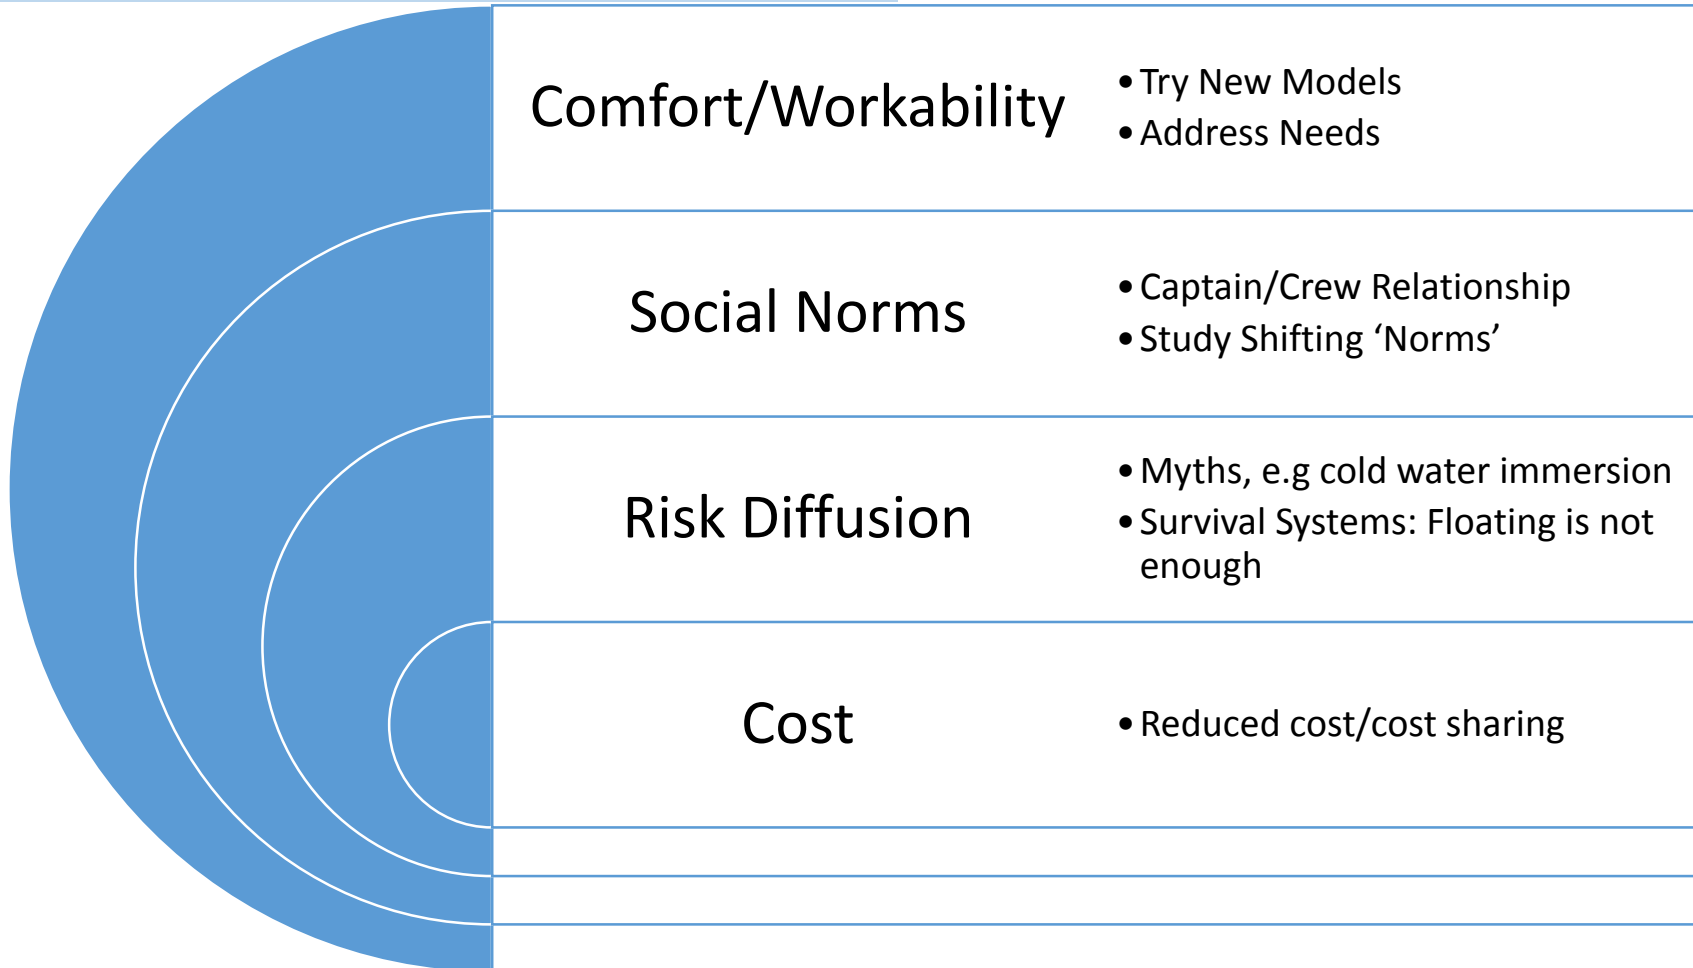 Comfort/Workability
• Try New Models
• Address Needs
Social Norms
• Captain/Crew Relationship
• Study Shifting ‘Norms’
Risk Diffusion
• Myths, e.g cold water immersion
• Survival Systems: Floating is not
enough
Cost
• Reduced cost/cost sharing